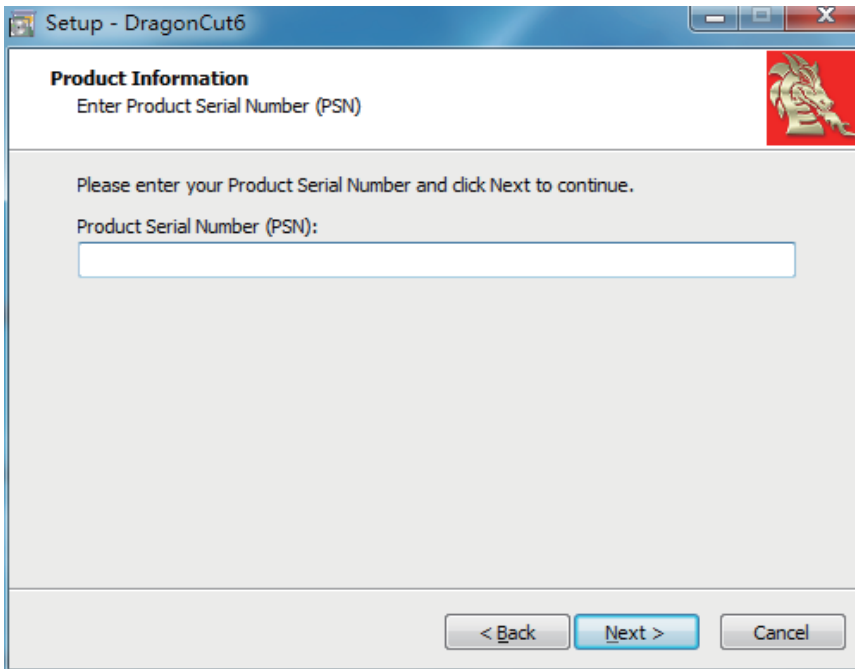 Setup - DragonCut6
Product Information
Enter Product Serial Number (PSN)
Please enter your Product Serial Number and click Next to continue.
Product Serial Number (PSN):
< Back Next > Cancel